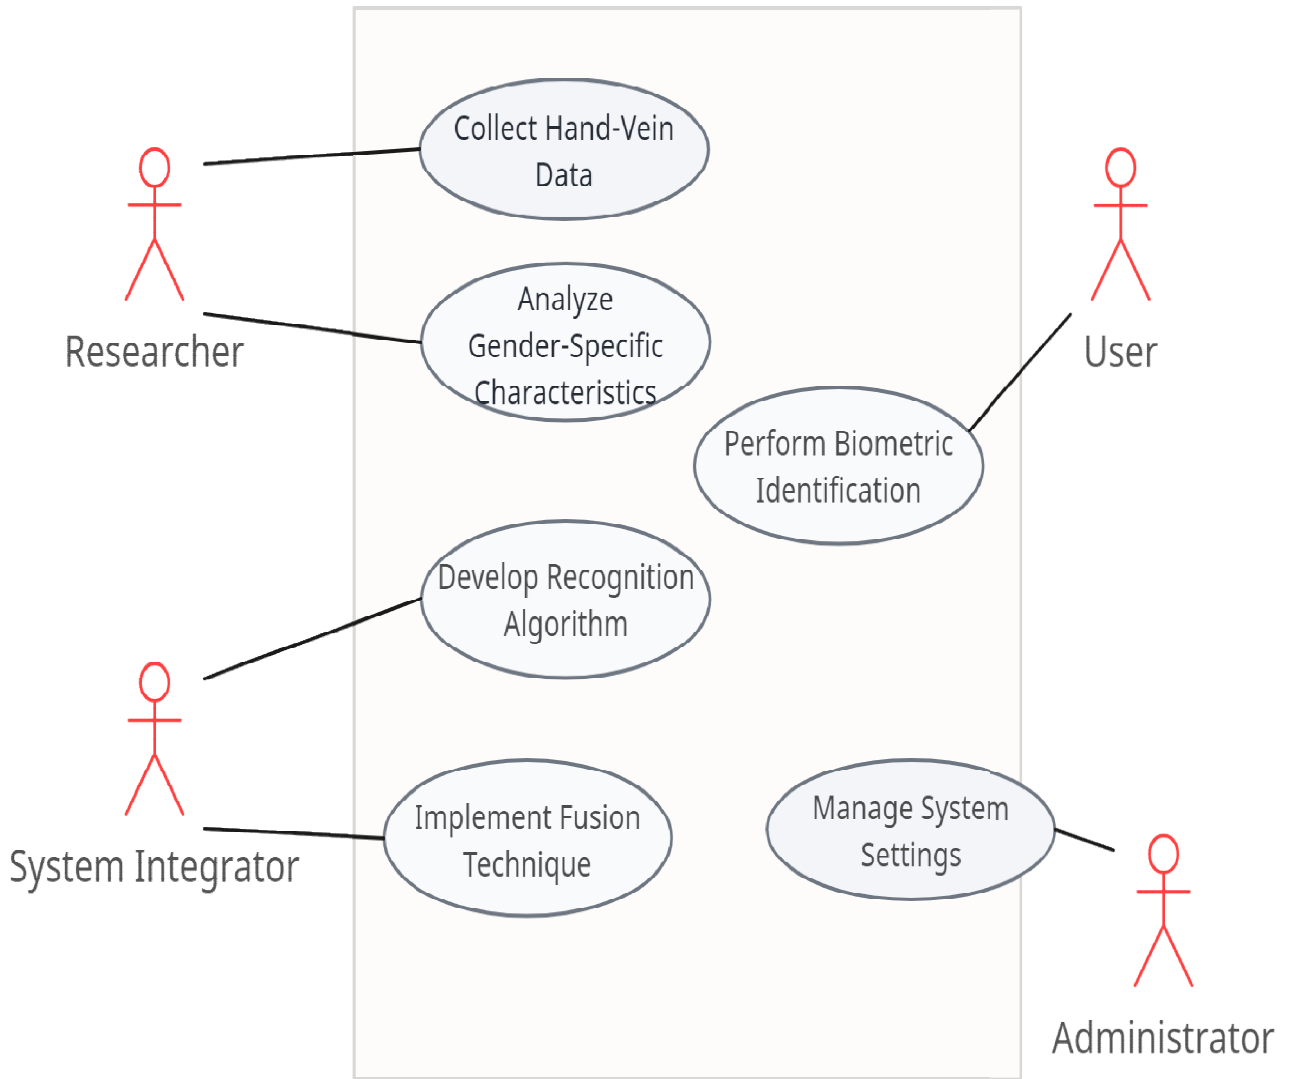 Collect Hand-Vein
Data
Researcher
Analyze
Gender-Specific
Characteristics
User
Perform Biometric
Identification
Develop Recognition
Algorithm
System Integrator
Implement Fusion
Technique
Manage System
Settings
Administrator